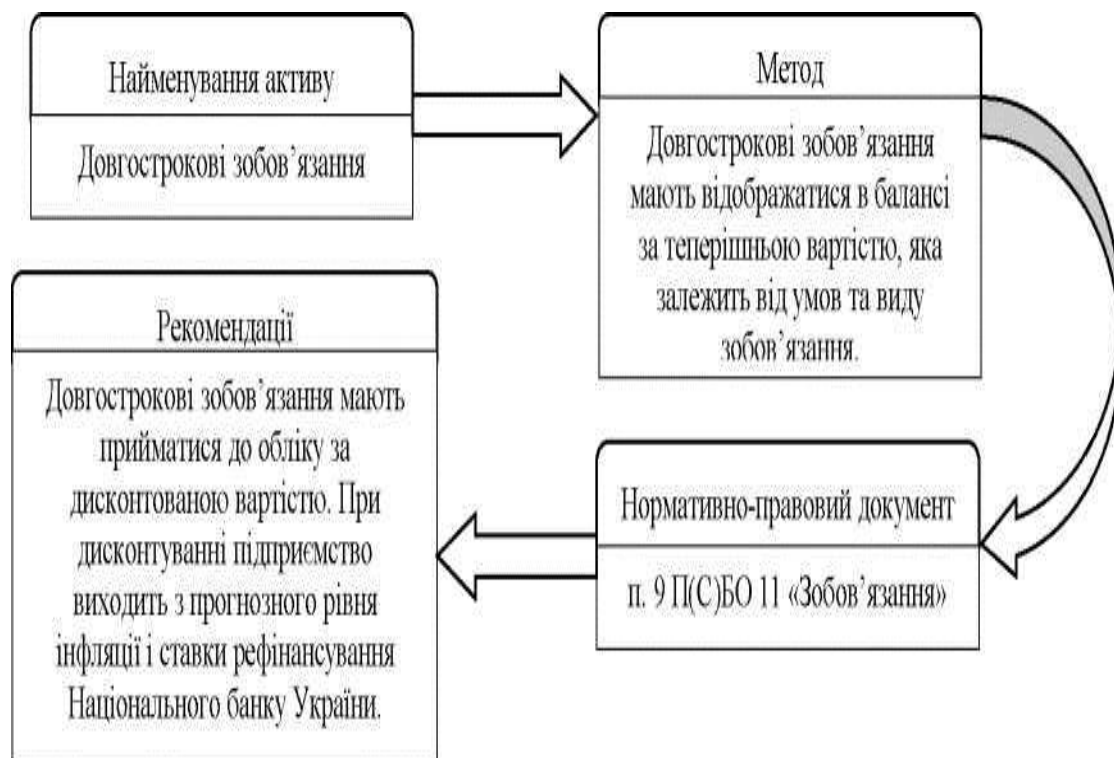 Найменування активу
Довгострокові зобов’язання
Метод
Довгострокові зобов’язання
мають відображатися в балансі
за теперішньою вартістю, яка
залежить від умов та виду
зобов’язання.
Нормативно-правовий документ
п. 9 П(С)БО 11 «Зобов’язання»
Рекомендації
Довгострокові зобов’язання мають
прийматися до обліку за
дисконтованою вартістю. При
дисконтуванні підприємство
виходить з прогнозного рівня
інфляції і ставки рефінансування
Національного банку України.